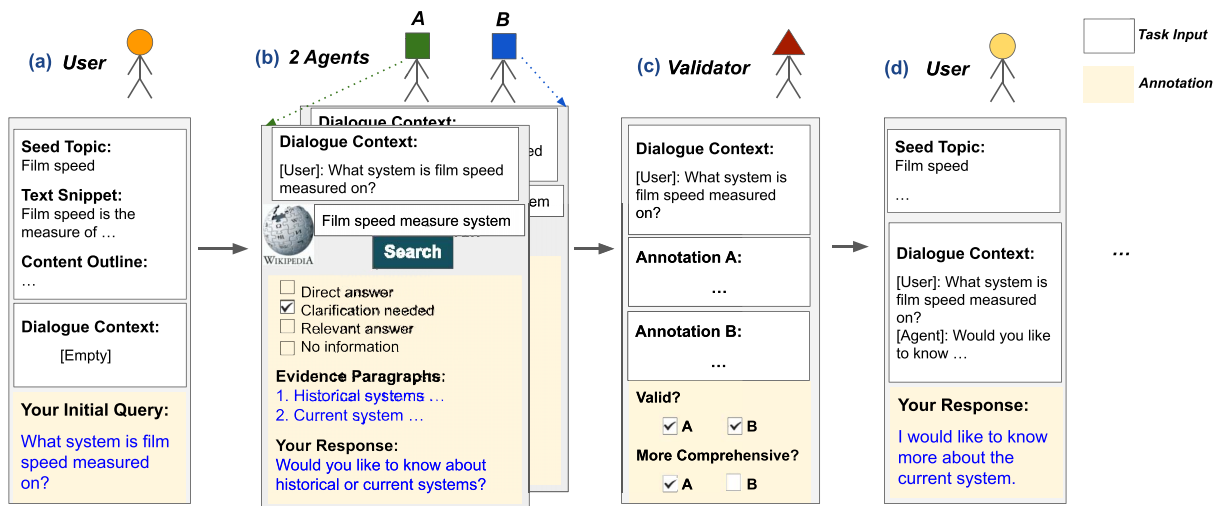 (a) User
Seed Topic:
Film speed
Text Snippet:
Film speed is the
measure of …
Content Outline:
…
Dialogue Context:
[Empty]
Your Initial Query:
What system is film
speed measured
on?
(b) 2 Agents
A
B
Dialogue Context:
ed
em
Dialogue Context:
[User]: What system is film speed
measured on?
WIKIPEDIA
Film speed measure system
Search
Direct answer
Clarification needed
Relevant answer
No information
Evidence Paragraphs:
1. Historical systems …
2. Current system …
Your Response:
Would you like to know about
historical or current systems?
(c) Validator
Dialogue Context:
[User]: What system is
film speed measured
on?
Annotation A:
…
Annotation B:
…
Valid?
A B
More Comprehensive?
A B
(d) User
Seed Topic:
Film speed
…
Dialogue Context:
[User]: What system is
film speed measured
on?
[Agent]: Would you like
to know …
Your Response:
I would like to know
more about the
current system.
…
Task Input
Annotation